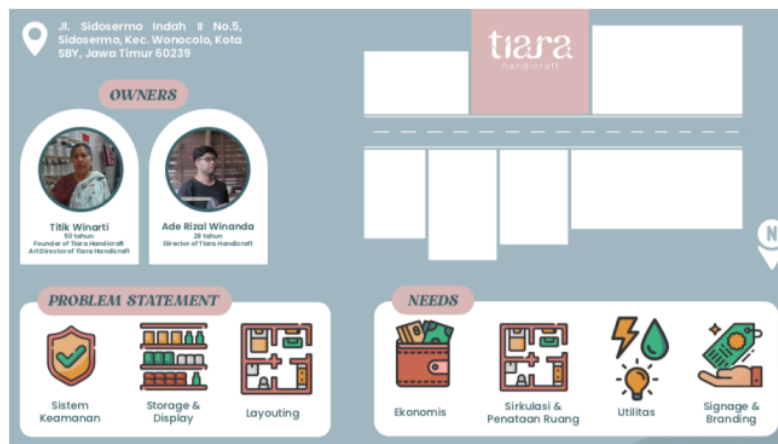 Jl. Sidosermo Indah II No.5,
Sidosermo, Kec. Wonocolo, Kota
SBY, Jawa Timur 60239
tiara
handicraft
OWNERS
Titik Winarti
50 tahun
Founder of Tiara Handicraft
Art Director of Tiara Handicraft
Ade Rizal Winanda
28 tahun
Director of Tiara Handicraft
N
PROBLEM STATEMENT
Sistem
Keamanan
Storage &
Display
Layouting
NEEDS
Ekonomis
Sirkulasi &
Penataan Ruang
Utilitas
Signage &
Branding